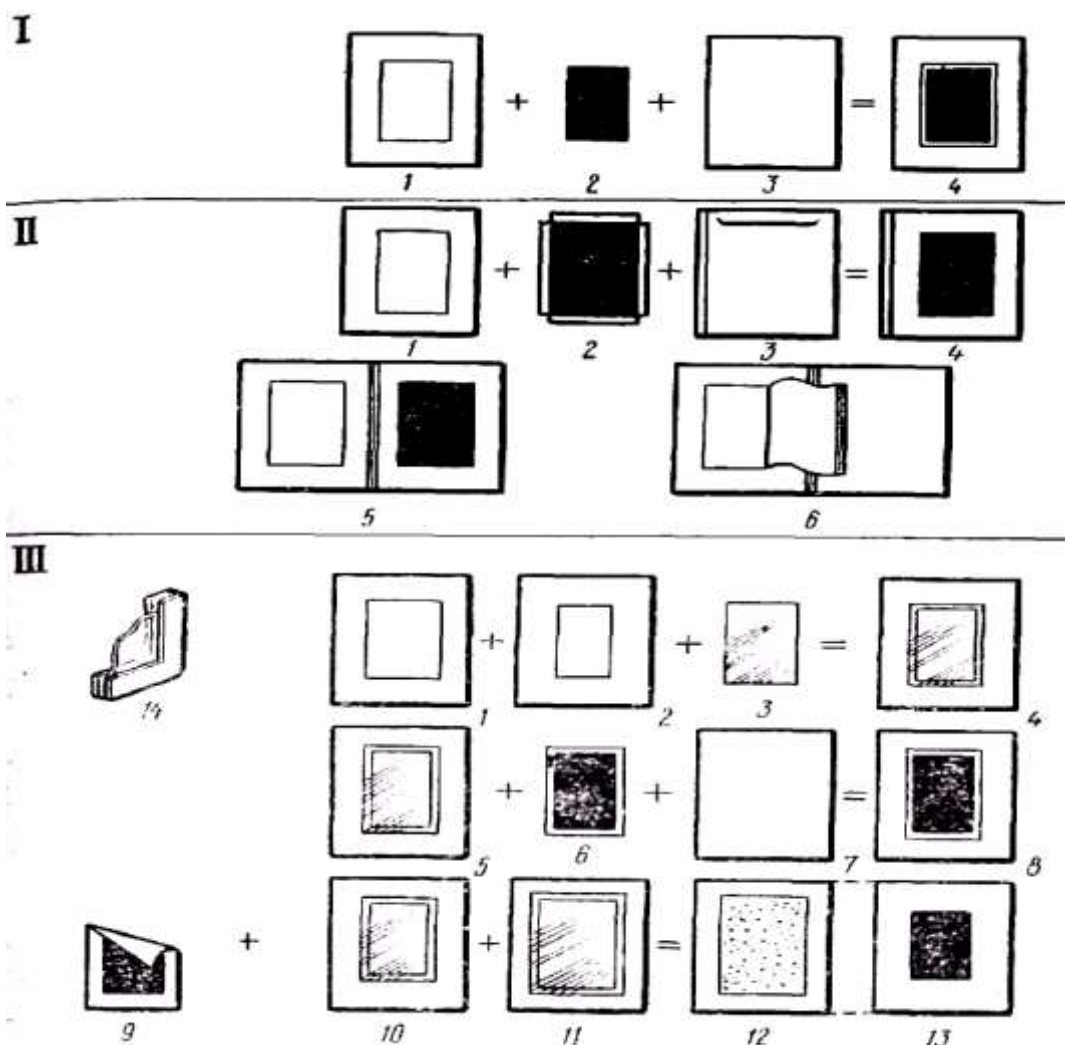 I
+ + =
1 2 3 4
II
+ + =
1 2 3 4
5 6
III
+ + =
14 1 2 3 4
+ + =
5 6 7 8
+ + =
9 10 11 12 13